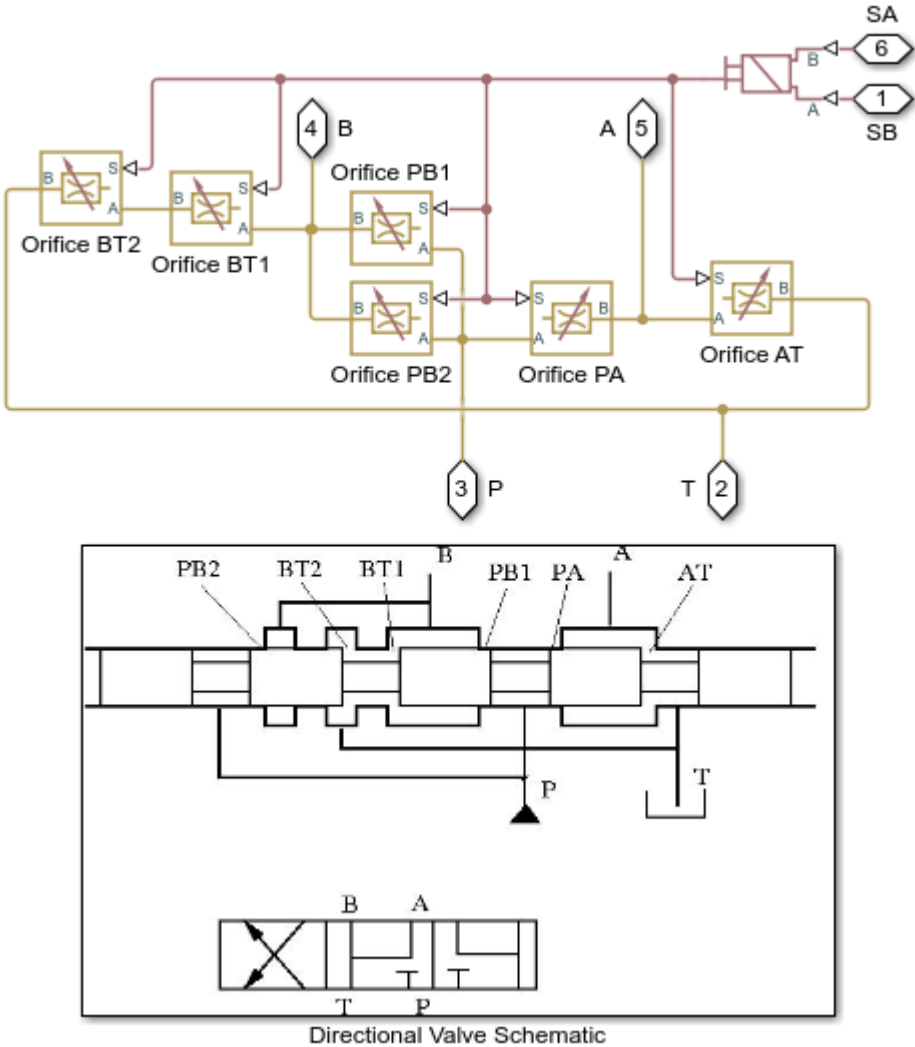 SA
6
B
1
A
SB
4 B
A 5
Orifice PB1
B S A
Orifice BT2
B S A
Orifice BT1
B S A
B S A
Orifice PB2
S A B
Orifice PA
S A B
Orifice AT
3 P
T 2
PB2 BT2 BT1 B PB1 PA A AT
P
T
B A
T P
Directional Valve Schematic